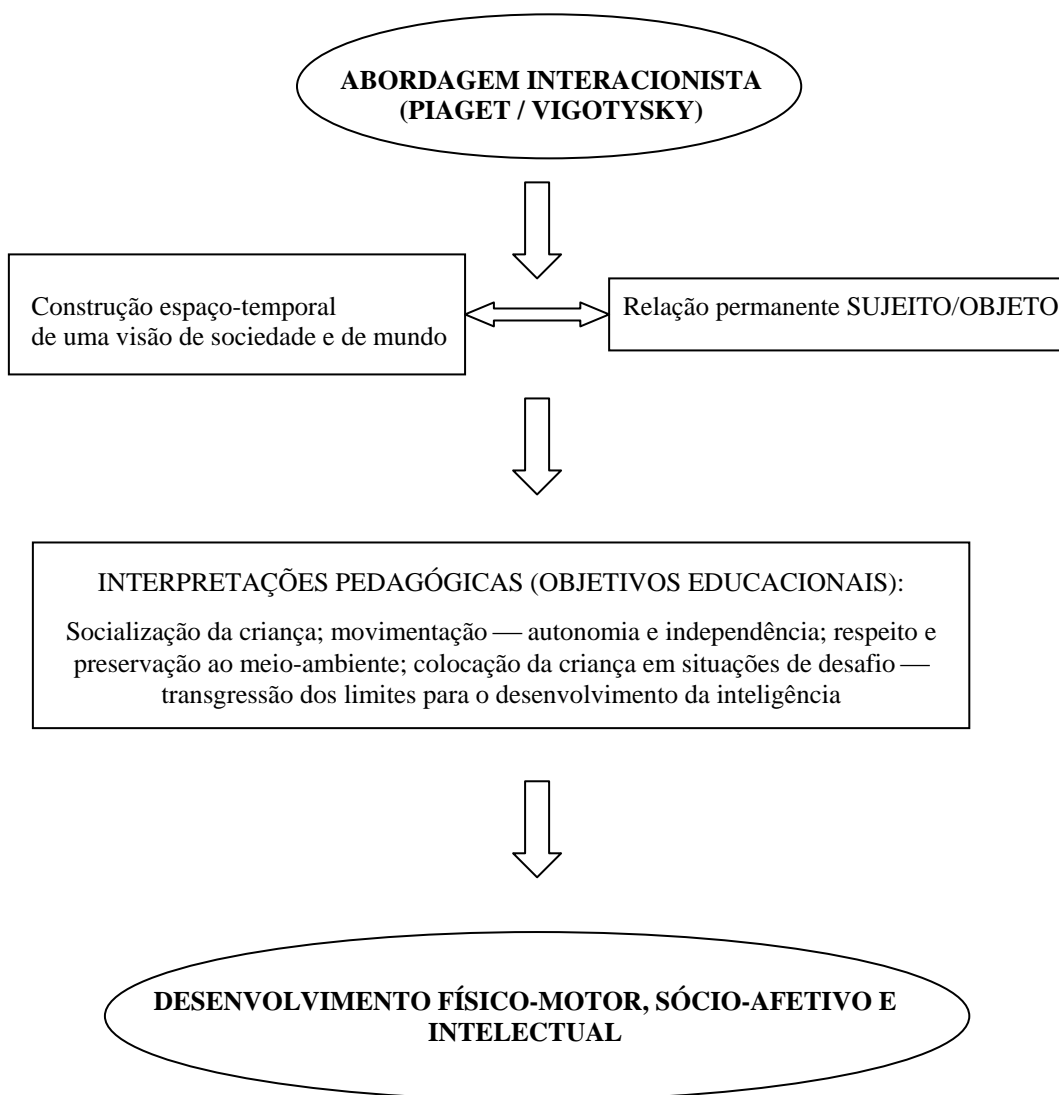 ABORDAGEM INTERACIONISTA
(PIAGET / VIGOTYSKY)
Construção espaço-temporal
de uma visão de sociedade e de mundo
Relação permanente SUJEITO/OBJETO
INTERPRETAÇÕES PEDAGÓGICAS (OBJETIVOS EDUCACIONAIS):
Socialização da criança; movimentação — autonomia e independência; respeito e
preservação ao meio-ambiente; colocação da criança em situações de desafio —
transgressão dos limites para o desenvolvimento da inteligência
DESENVOLVIMENTO FÍSICO-MOTOR, SÓCIO-AFETIVO E
INTELECTUAL